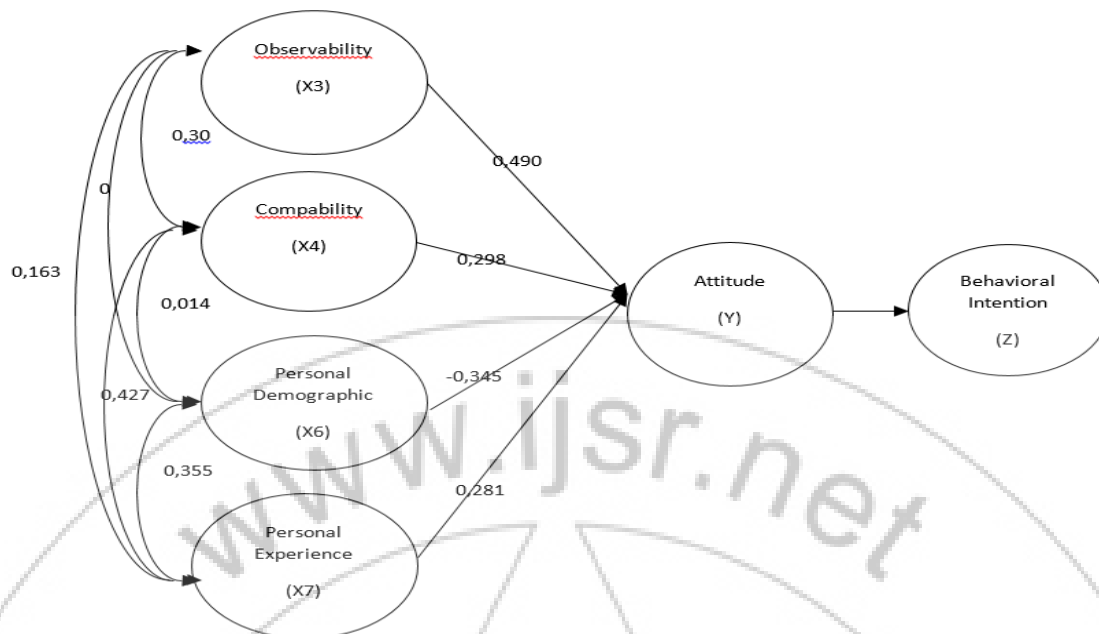 Observability
(X3)
0,30
0,490
0
Compability
(X4)
0,298
0,163
0,014
Attitude
(Y)
Behavioral
Intention
(Z)
Personal
Demographic
(X6)
-0,345
0,427
0,355
0,281
Personal
Experience
(X7)
www.ijsr.net